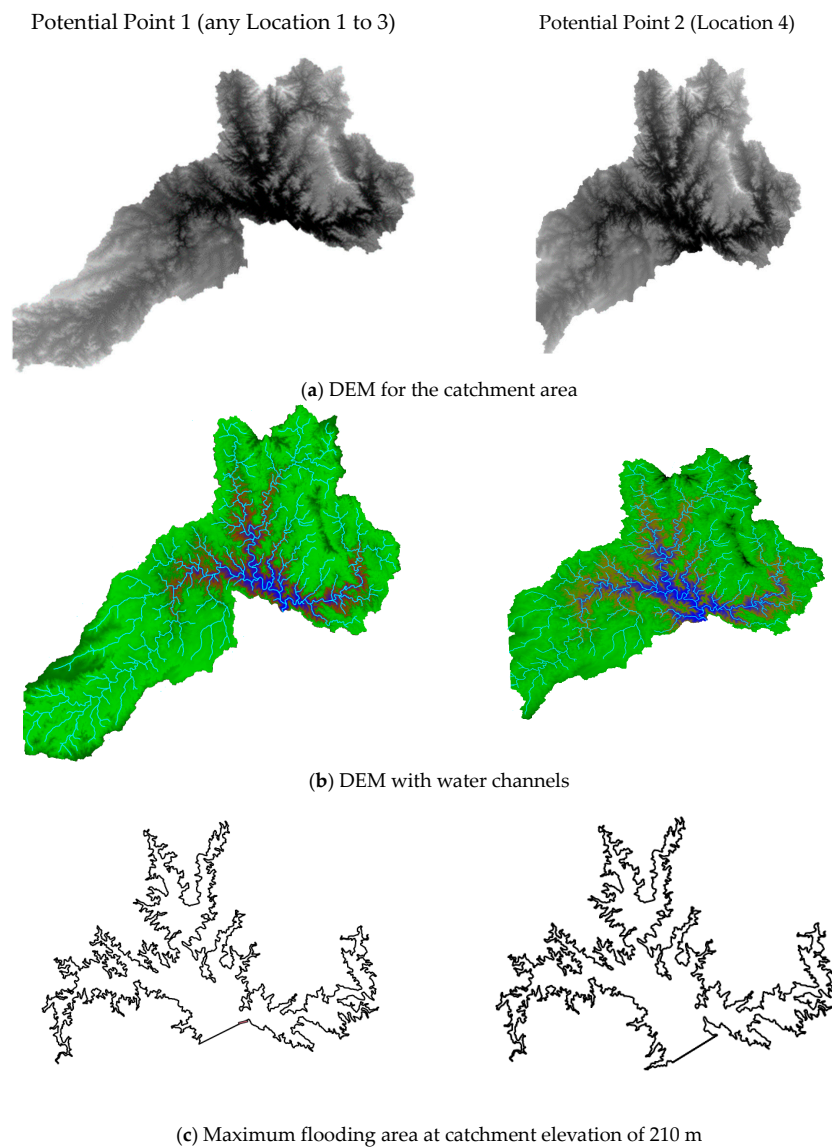 Potential Point 1 (any Location 1 to 3)
Potential Point 2 (Location 4)
(a) DEM for the catchment area
(b) DEM with water channels
(c) Maximum flooding area at catchment elevation of 210 m